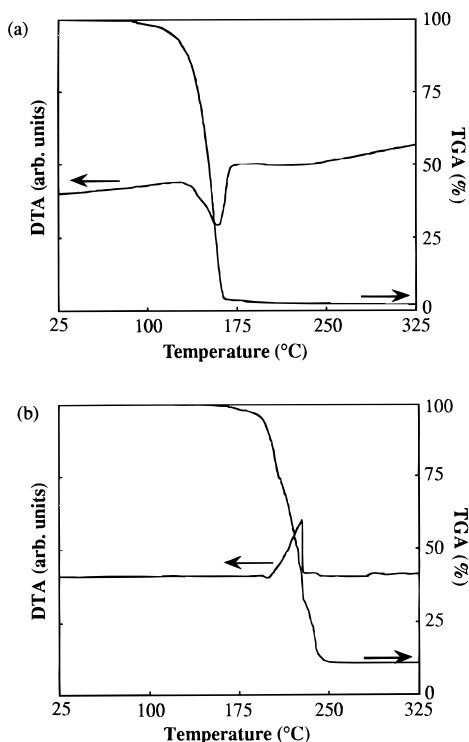 (a)
100
75
50
25
0
DTA (arb. units)
TGA (%)
25 100 175 250 325
Temperature (°C)
(b)
100
75
50
25
0
DTA (arb. units)
TGA (%)
25 100 175 250 325
Temperature (°C)